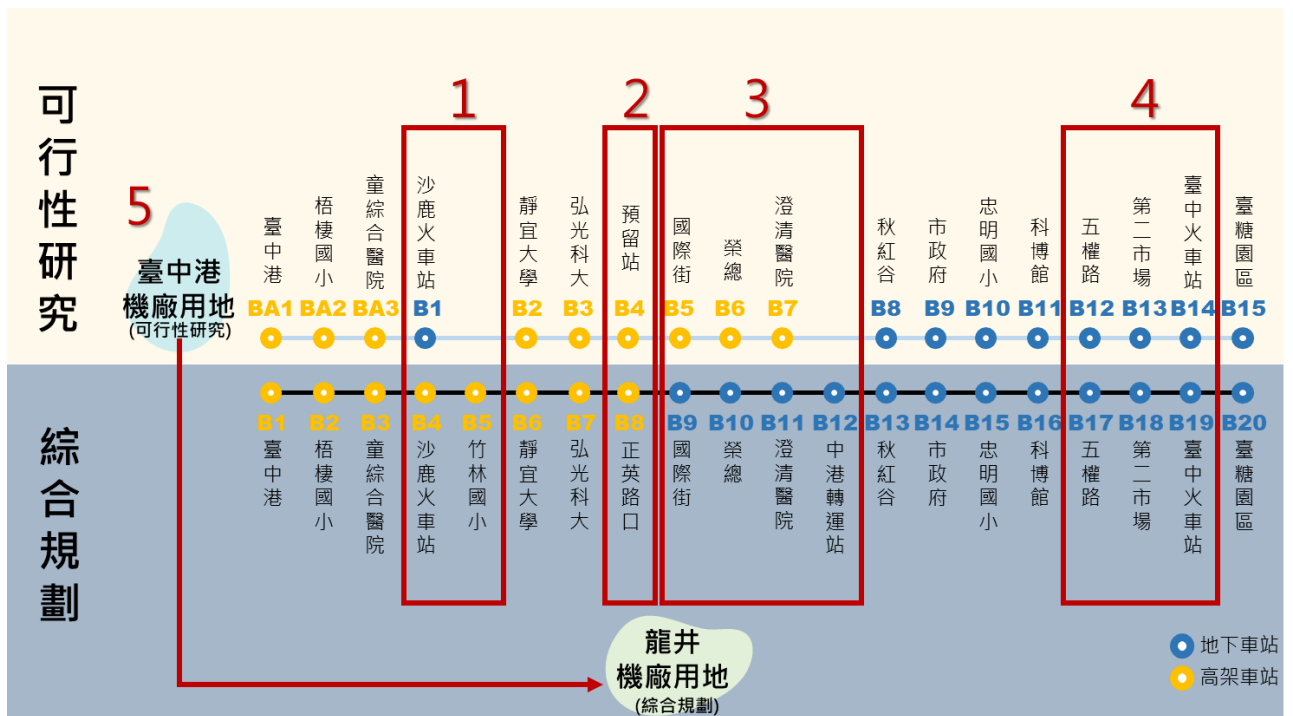 可行性研究
1
2
3
4
5
臺中港
機廠用地
(可行性研究)
臺中港
梧棲國小
童綜合醫院
沙鹿火車站
靜宜大學
弘光科大
預留站
國際街
榮總
澄清醫院
秋紅谷
市政府
忠明國小
科博館
五權路
第二市場
臺中火車站
臺糖園區
BA1 BA2 BA3 B1 B2 B3 B4 B5 B6 B7 B8 B9 B10 B11 B12 B13 B14 B15
綜合規劃
B1 B2 B3 B4 B5 B6 B7 B8 B9 B10 B11 B12 B13 B14 B15 B16 B17 B18 B19 B20
臺中港
梧棲國小
童綜合醫院
沙鹿火車站
竹林國小
靜宜大學
弘光科大
正英路口
國際街
榮總
澄清醫院
中港轉運站
秋紅谷
市政府
忠明國小
科博館
五權路
第二市場
臺中火車站
臺糖園區
龍井
機廠用地
(綜合規劃)
地下車站
高架車站